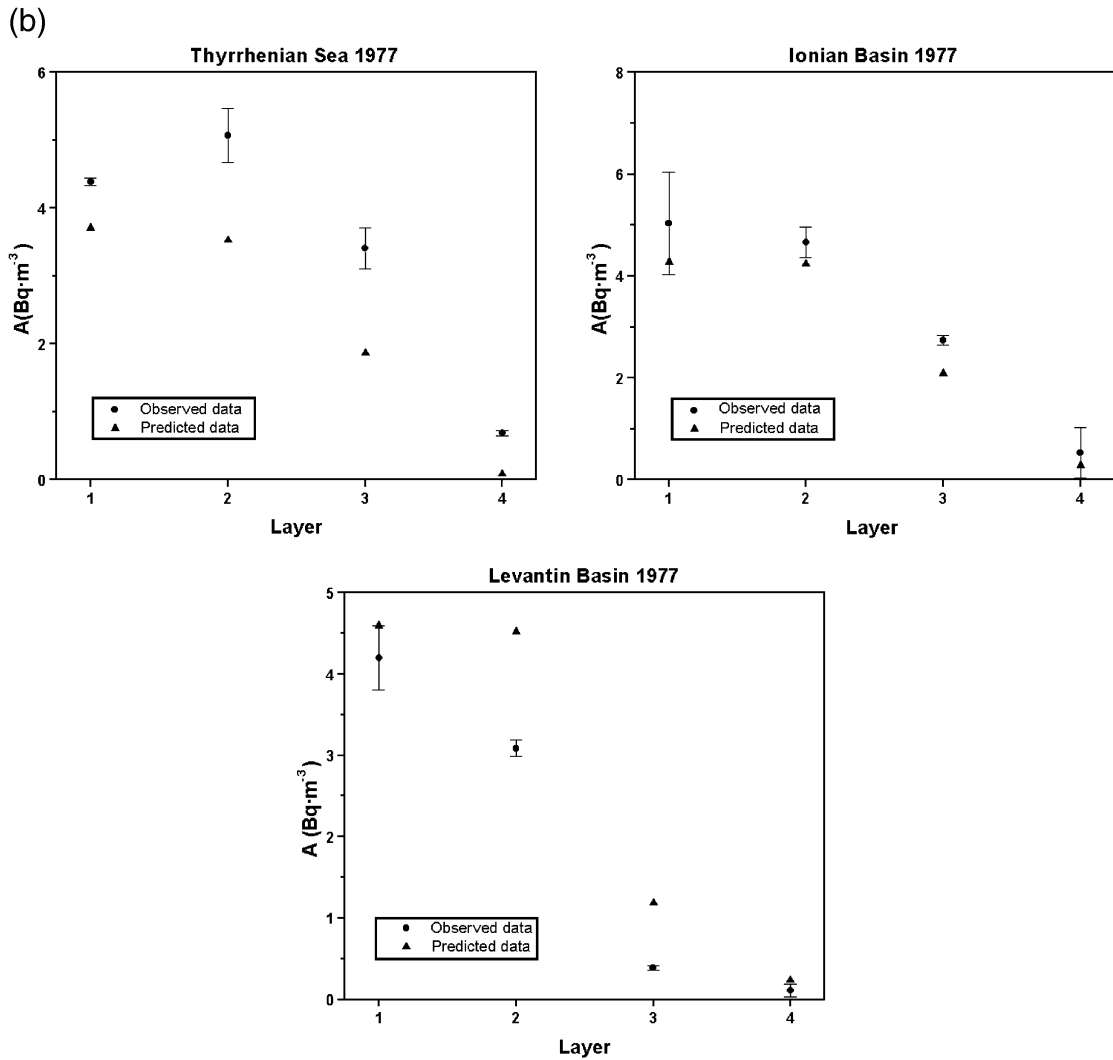 (b)
Thyrrhenian Sea 1977
6
4
2
0
A(Bq·m⁻³)
Observed data
Predicted data
1 2 3 4
Layer
Ionian Basin 1977
8
6
4
2
0
A(Bq·m⁻³)
Observed data
Predicted data
1 2 3 4
Layer
Levantin Basin 1977
5
4
3
2
1
0
A (Bq·m⁻³)
Observed data
Predicted data
1 2 3 4
Layer